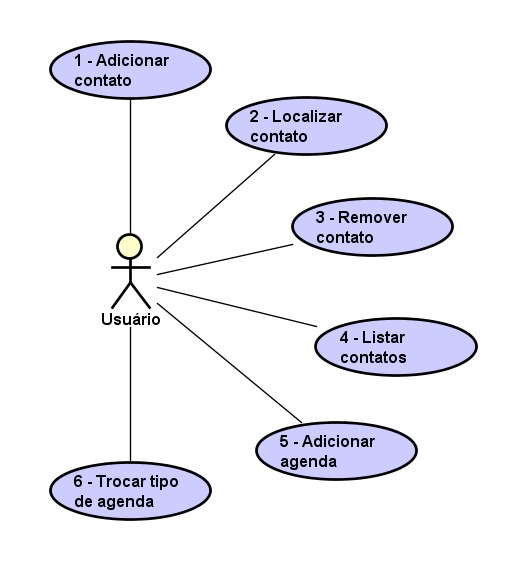 1 - Adicionar
contato
2 - Localizar
contato
3 - Remover
contato
Usuário
4 - Listar
contatos
5 - Adicionar
agenda
6 - Trocar tipo
de agenda